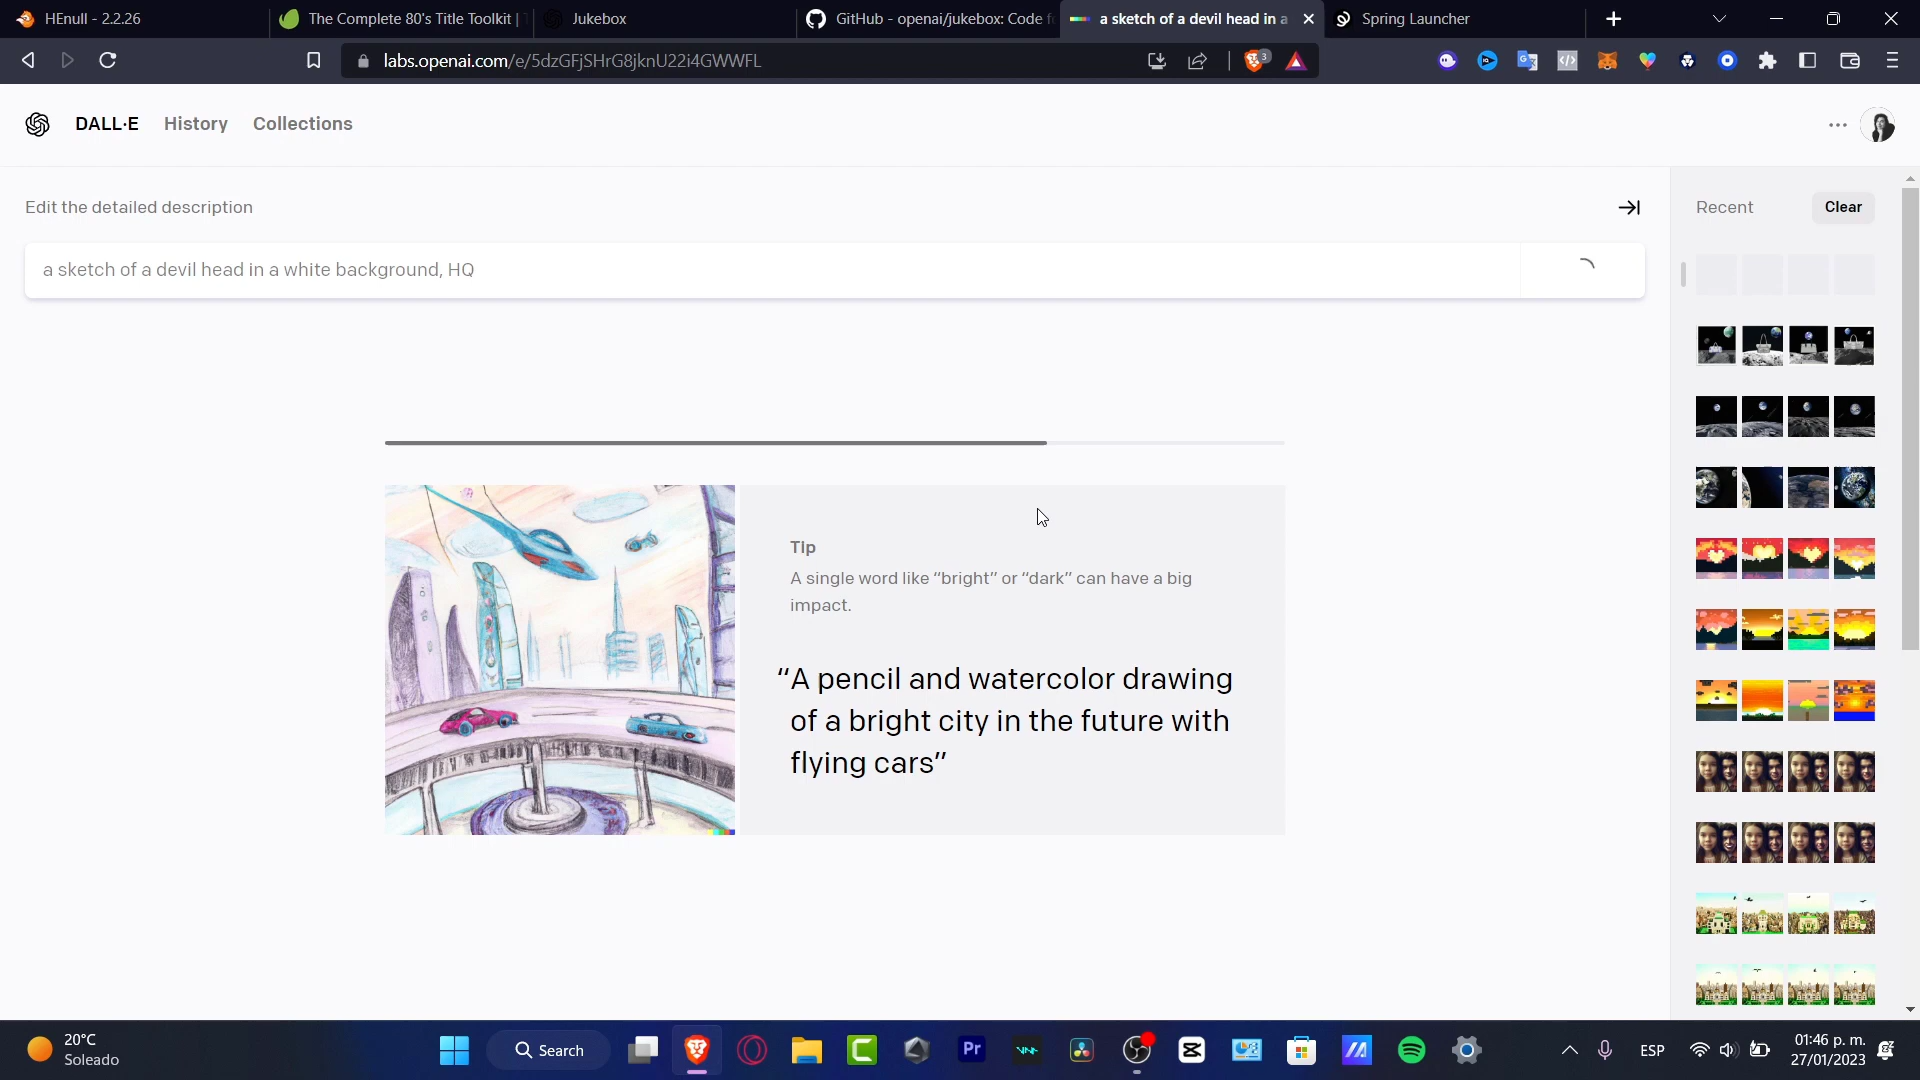 HEnull - 2.2.26
The Complete 80's Title Toolkit |
Jukebox
GitHub - openai/jukebox: Code f
a sketch of a devil head in a
Spring Launcher
labs.openai.com/e/5dzGFjSHrG8jknU22i4GWWFL
3
DALL·E
History
Collections
Edit the detailed description
Recent
Clear
a sketch of a devil head in a white background, HQ
Tip
A single word like “bright” or “dark” can have a big
impact.
“A pencil and watercolor drawing
of a bright city in the future with
flying cars”
20°C
Soleado
Search
Pr
ESP
01:46 p. m.
27/01/2023